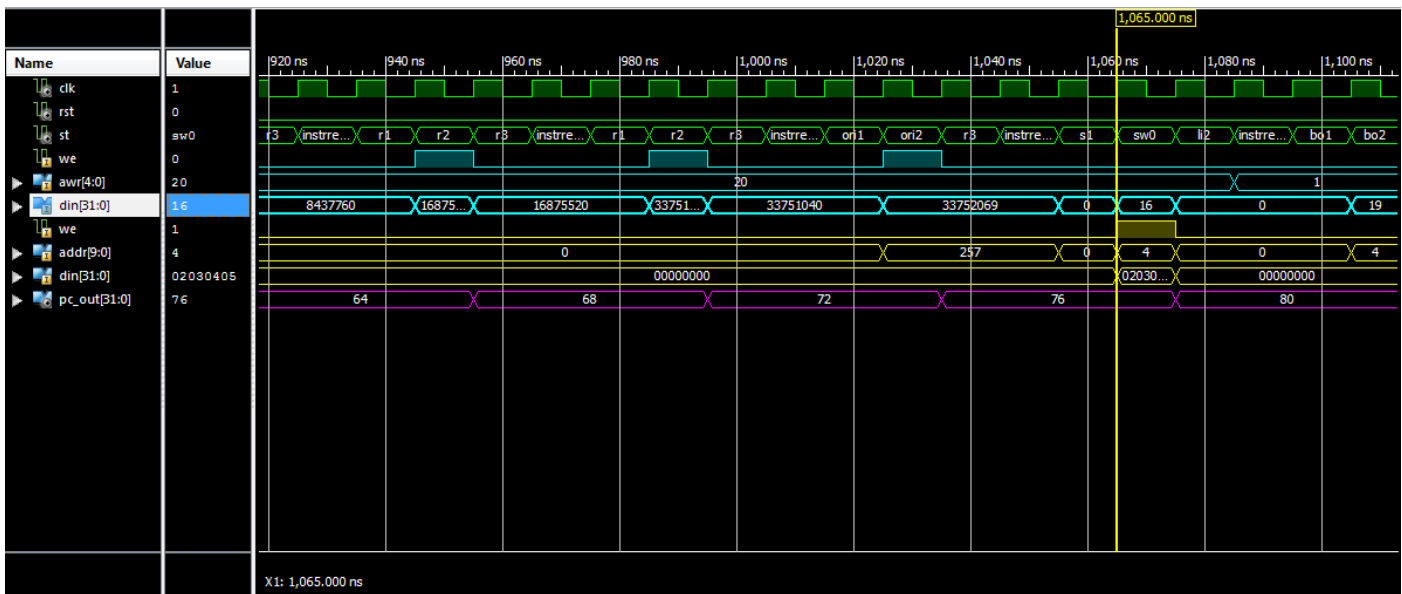 1,065.000 ns
Name Value 920 ns 940 ns 960 ns 980 ns 1,000 ns 1,020 ns 1,040 ns 1,060 ns 1,080 ns 1,100 ns
clk 1
rst 0
st sw0 r3 instrre... r1 r2 r3 instrre... r1 r2 r3 instrre... ori1 ori2 r3 instrre... s1 sw0 li2 instrre... bo1 bo2
we 0
awr[4:0] 20 20 1
din[31:0] 16 8437760 16875... 16875520 33751... 33751040 33752069 0 16 0 19
we 1
addr[9:0] 4 0 257 0 4 0 4
din[31:0] 02030405 00000000 02030... 00000000
pc_out[31:0] 76 64 68 72 76 80
X1: 1,065.000 ns